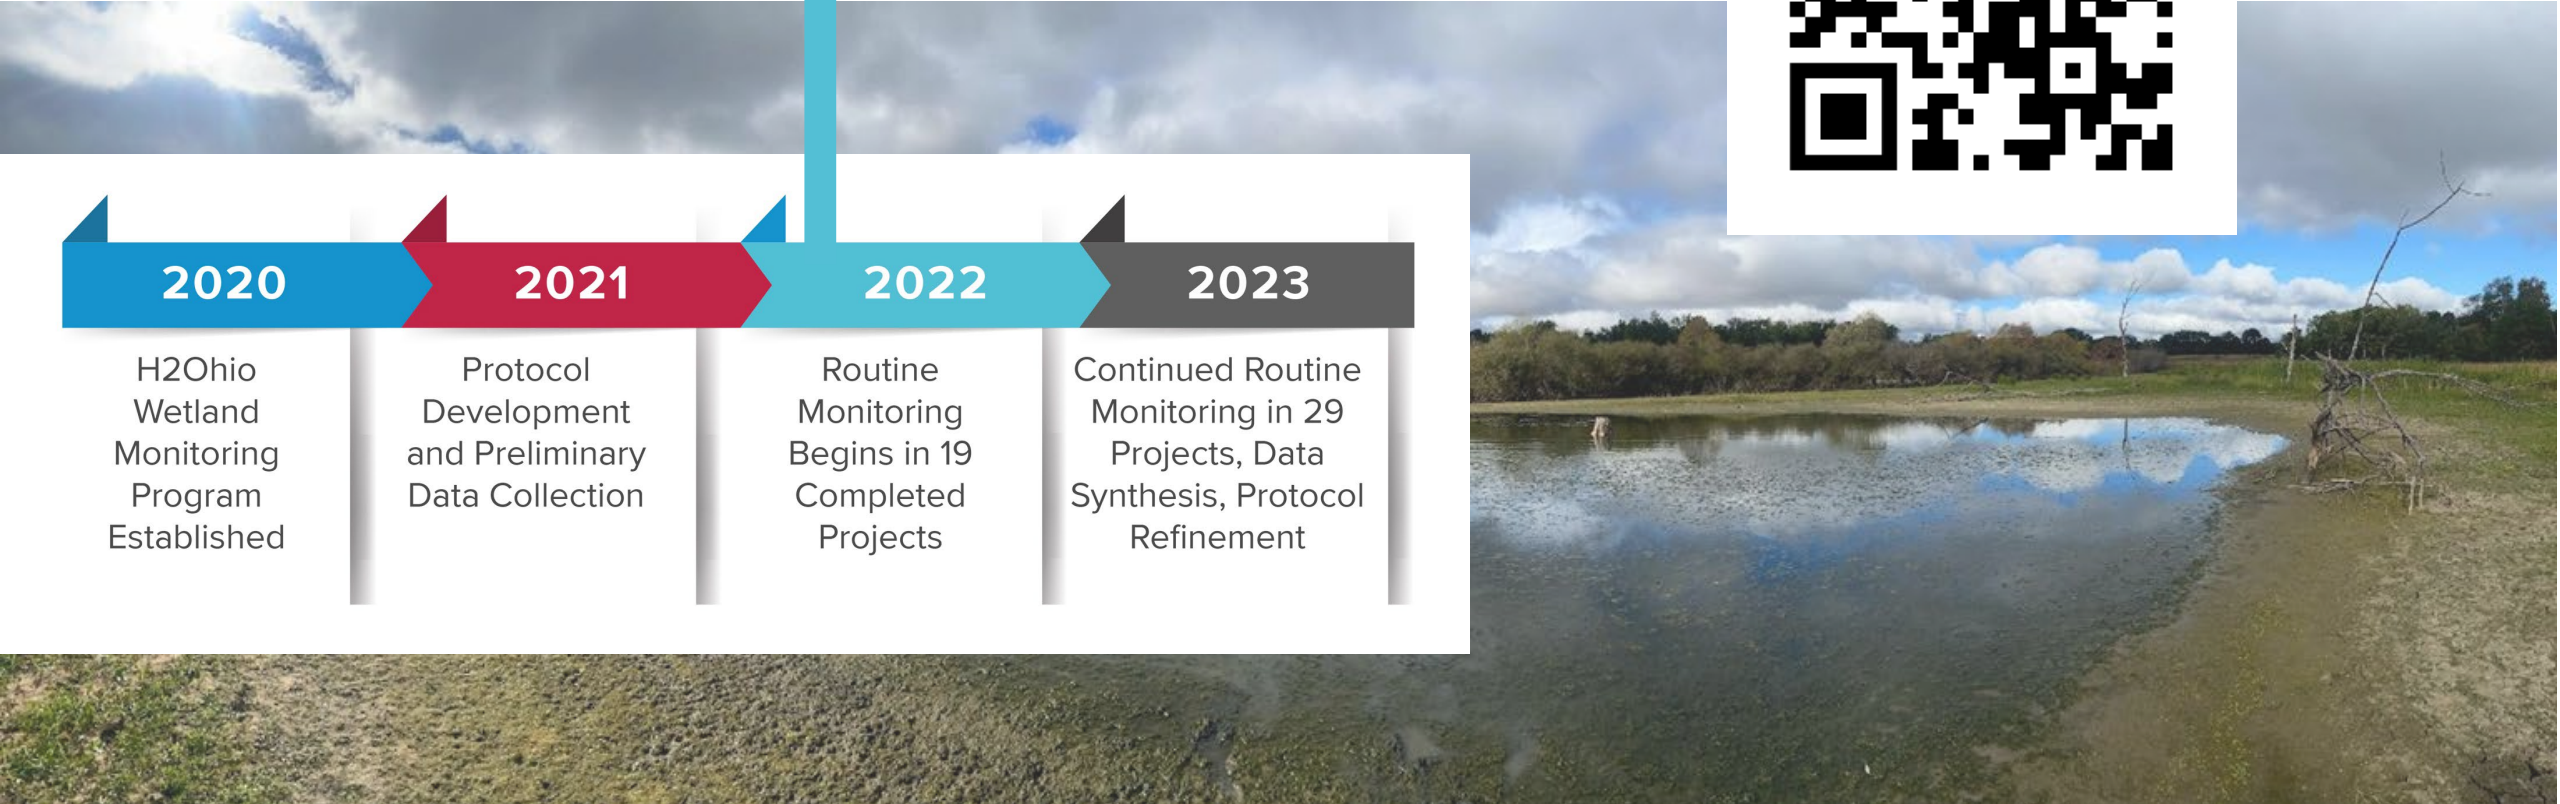 2020
H2Ohio
Wetland
Monitoring
Program
Established
2021
Protocol
Development
and Preliminary
Data Collection
2022
Routine
Monitoring
Begins in 19
Completed
Projects
2023
Continued Routine
Monitoring in 29
Projects, Data
Synthesis, Protocol
Refinement